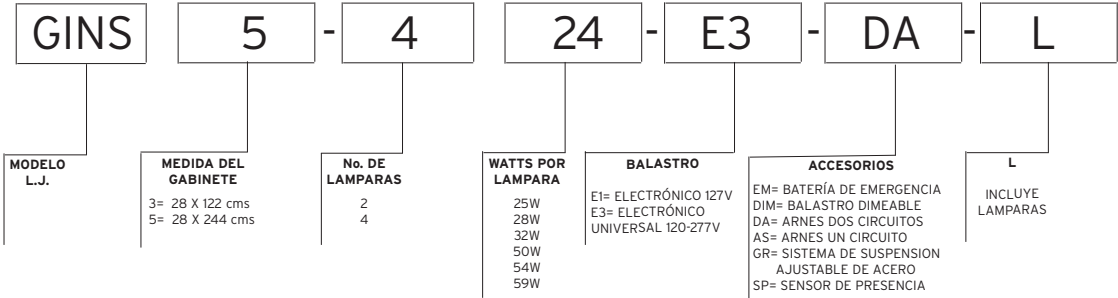 GINS 5 - 4 24 - E3 - DA - L
MODELO
L.J.
MEDIDA DEL
GABINETE
3= 28 X 122 cms
5= 28 X 244 cms
No. DE
LAMPARAS
2
4
WATTS POR
LAMPARA
25W
28W
32W
50W
54W
59W
BALASTRO
E1= ELECTRÓNICO 127V
E3= ELECTRÓNICO
UNIVERSAL 120-277V
ACCESORIOS
EM= BATERÍA DE EMERGENCIA
DIM= BALASTRO DIMEABLE
DA= ARNES DOS CIRCUITOS
AS= ARNES UN CIRCUITO
GR= SISTEMA DE SUSPENSION
AJUSTABLE DE ACERO
SP= SENSOR DE PRESENCIA
L
INCLUYE
LAMPARAS